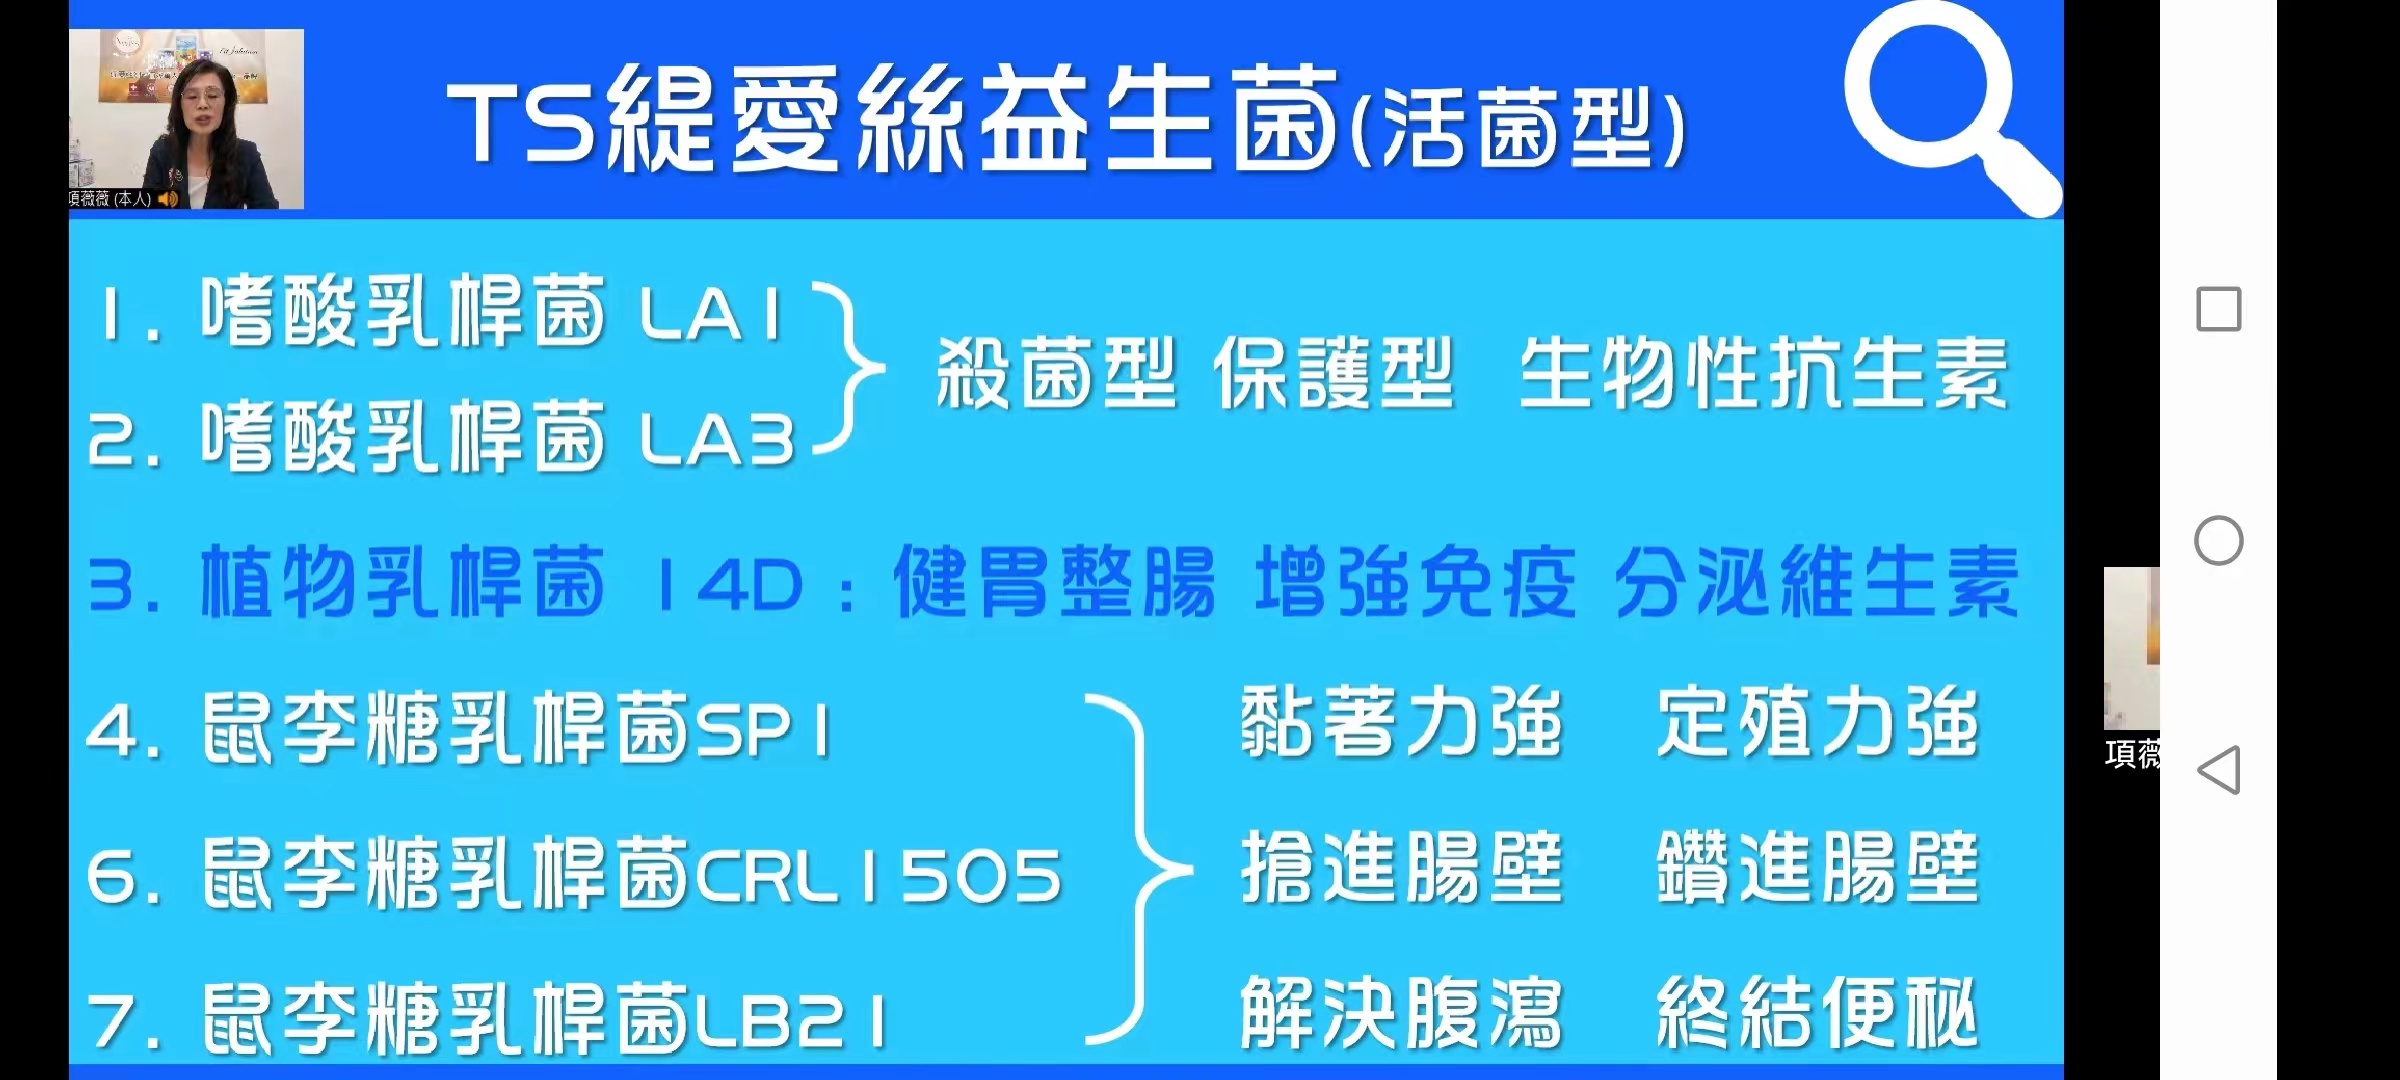 TS緹愛絲益生菌(活菌型)
項薇薇 (本人)
1. 嗜酸乳桿菌 LA1
2. 嗜酸乳桿菌 LA3
殺菌型 保護型 生物性抗生素
3. 植物乳桿菌 14D：健胃整腸 增強免疫 分泌維生素
4. 鼠李糖乳桿菌SP1
6. 鼠李糖乳桿菌CRL1505
7. 鼠李糖乳桿菌LB21
黏著力強 定殖力強
搶進腸壁 鑽進腸壁
解決腹瀉 終結便秘
項薇